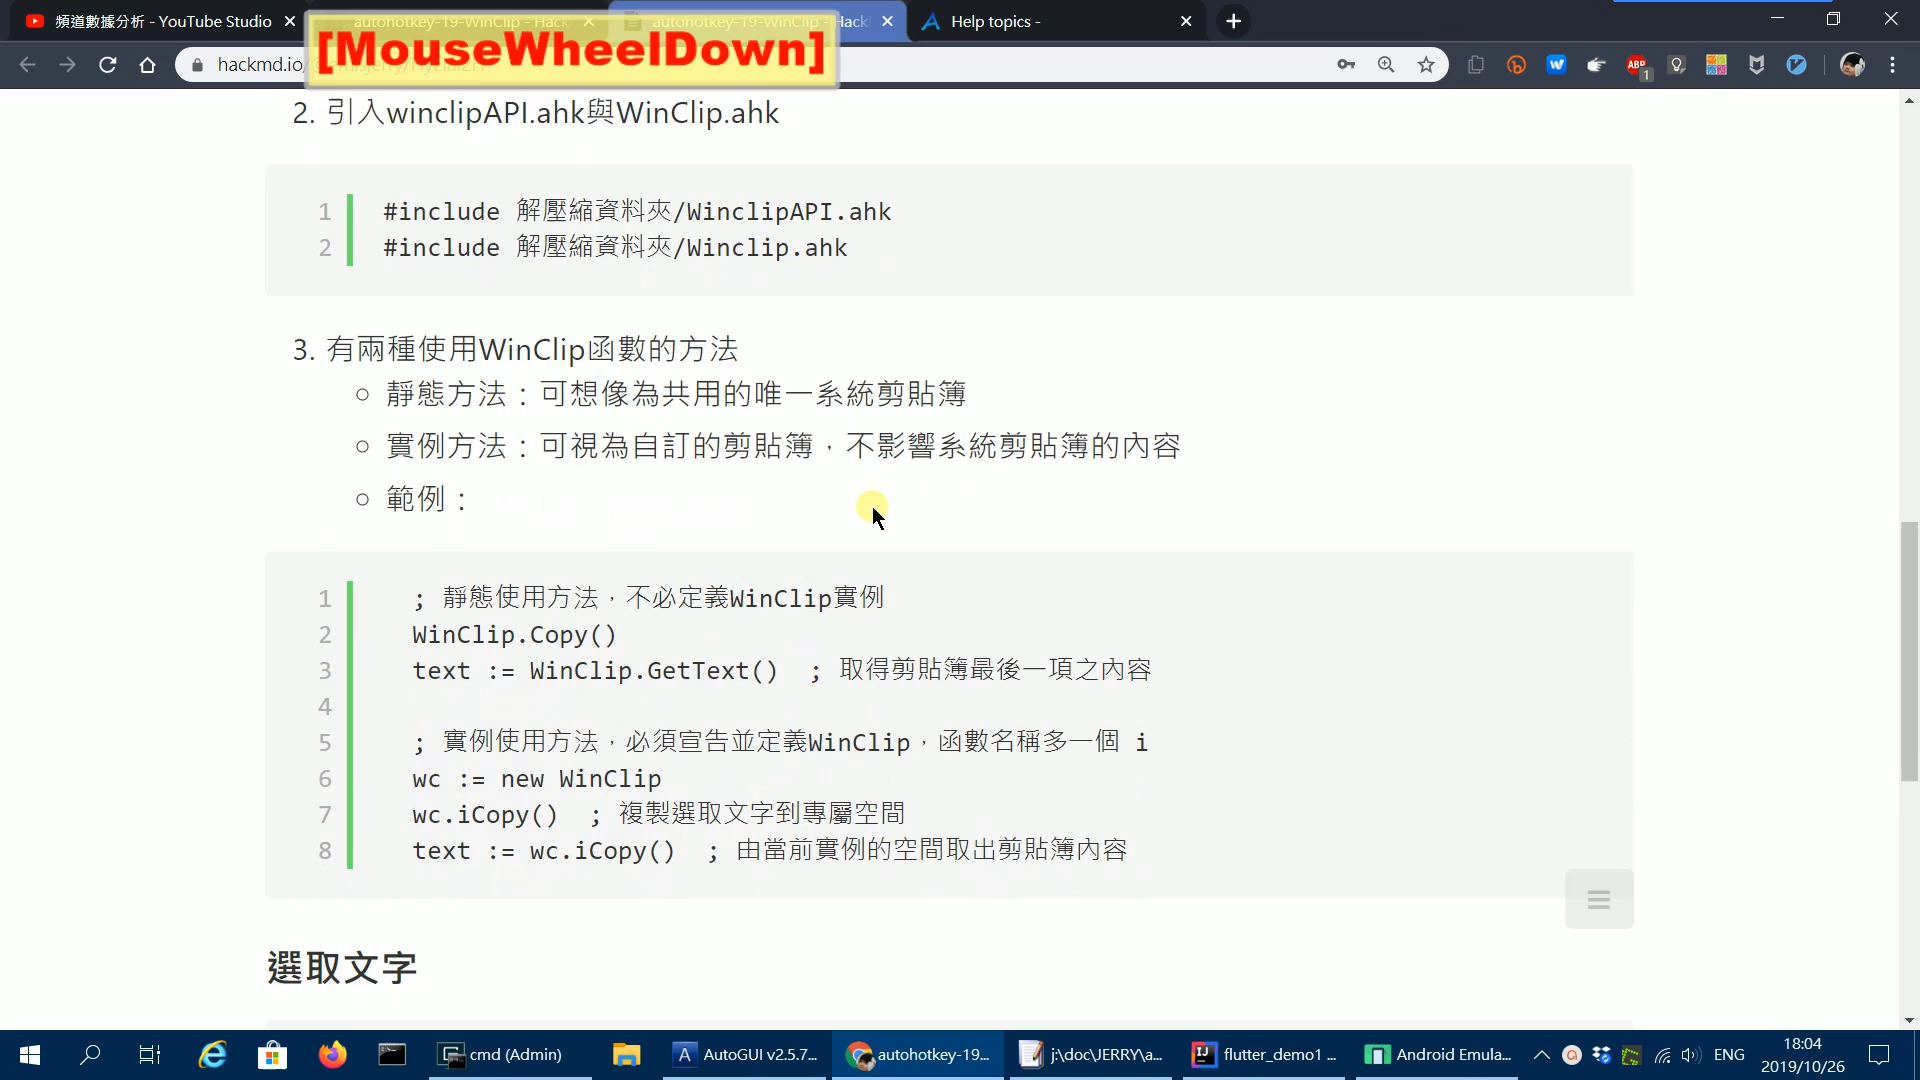 頻道數據分析 - YouTube Studio
autohotkey-19-WinClip - Hack
autohotkey-19-WinClip - Hack
Help topics -
[MouseWheelDown]
hackmd.io/
ABP
1
2. 引入winclipAPI.ahk與WinClip.ahk
1 #include 解壓縮資料夾/WinclipAPI.ahk
2 #include 解壓縮資料夾/Winclip.ahk
3. 有兩種使用WinClip函數的方法
靜態方法：可想像為共用的唯一系統剪貼簿
實例方法：可視為自訂的剪貼簿，不影響系統剪貼簿的內容
範例：
1 ; 靜態使用方法，不必定義WinClip實例
2 WinClip.Copy()
3 text := WinClip.GetText() ; 取得剪貼簿最後一項之內容
4
5 ; 實例使用方法，必須宣告並定義WinClip，函數名稱多一個 i
6 wc := new WinClip
7 wc.iCopy() ; 複製選取文字到專屬空間
8 text := wc.iCopy() ; 由當前實例的空間取出剪貼簿內容
選取文字
cmd (Admin)
AutoGUI v2.5.7...
autohotkey-19...
j:\doc\JERRY\a...
flutter_demo1 ...
Android Emula...
ENG
18:04
2019/10/26